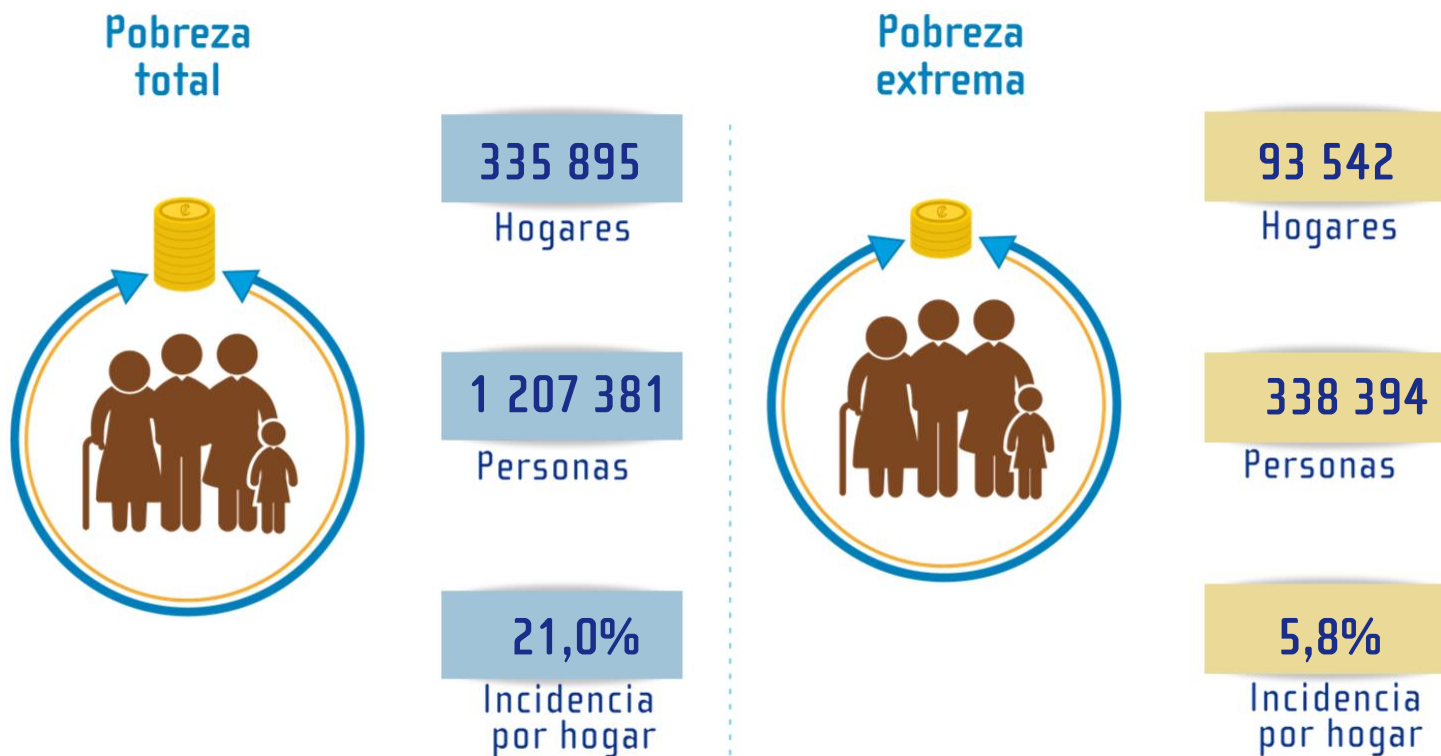 Pobreza
total
335 895
Hogares
1 207 381
Personas
21,0%
Incidencia
por hogar
Pobreza
extrema
93 542
Hogares
338 394
Personas
5,8%
Incidencia
por hogar
₡
₡